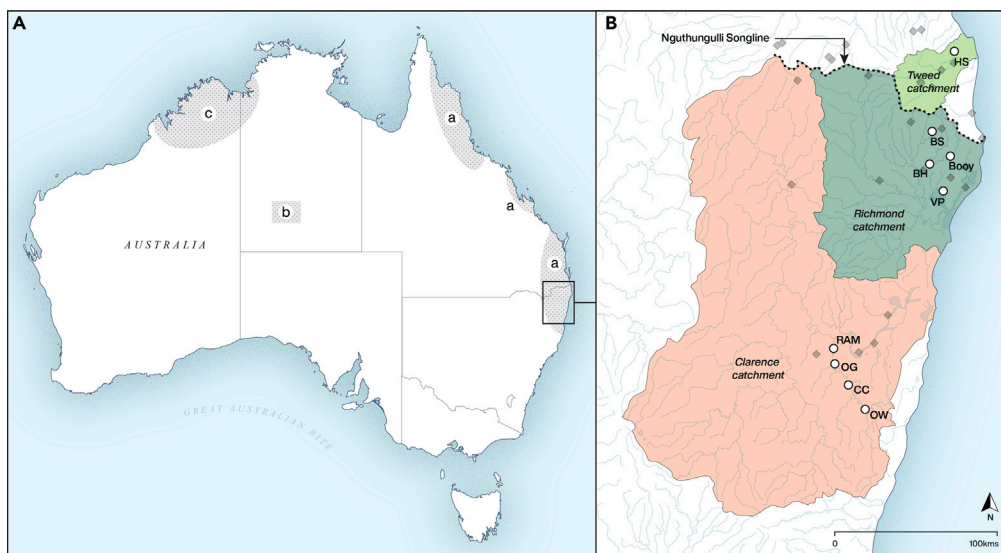 A
c
a
b
a
a
AUSTRALIA
GREAT AUSTRALIAN BITE
B
Nguthungulli Songline
HS
Tweed
catchment
BS
Booy
BH
VP
Richmond
catchment
RAM
OG
Clarence
catchment
CC
OW
N
0
100kms